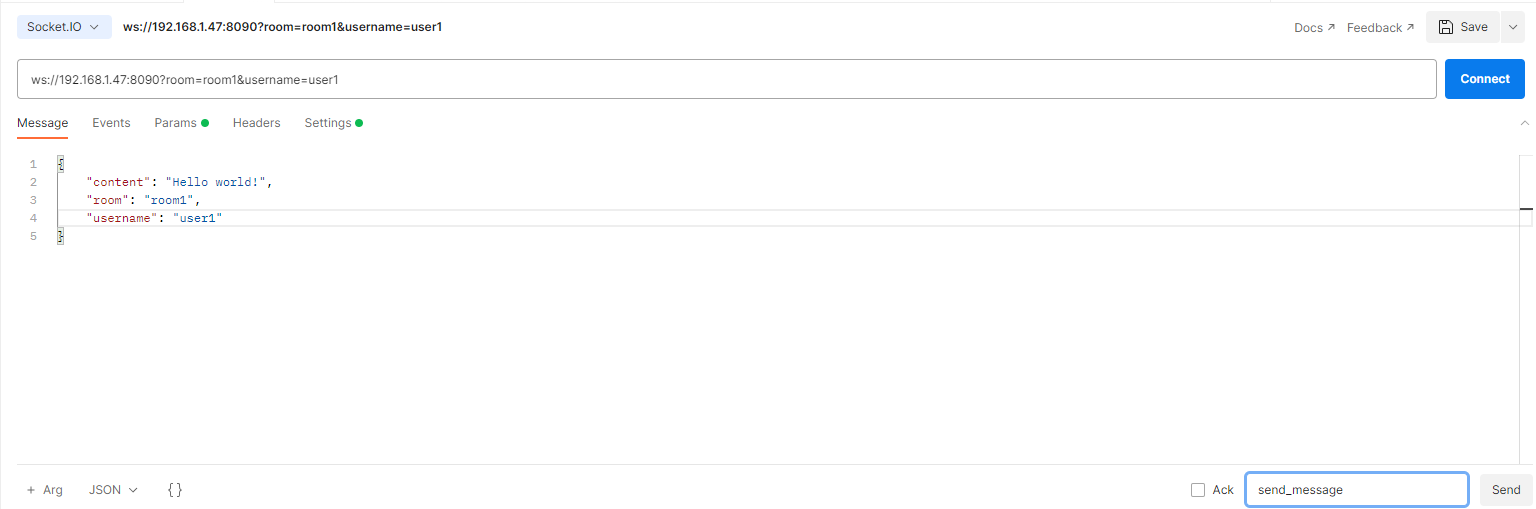 Socket.IO ws://192.168.1.47:8090?room=room1&username=user1 Docs ↗ Feedback ↗ Save
ws://192.168.1.47:8090?room=room1&username=user1 Connect
Message Events Params Headers Settings
1 {
2 "content": "Hello world!",
3 "room": "room1",
4 "username": "user1"
5 }
+ Arg JSON {} Ack send_message Send